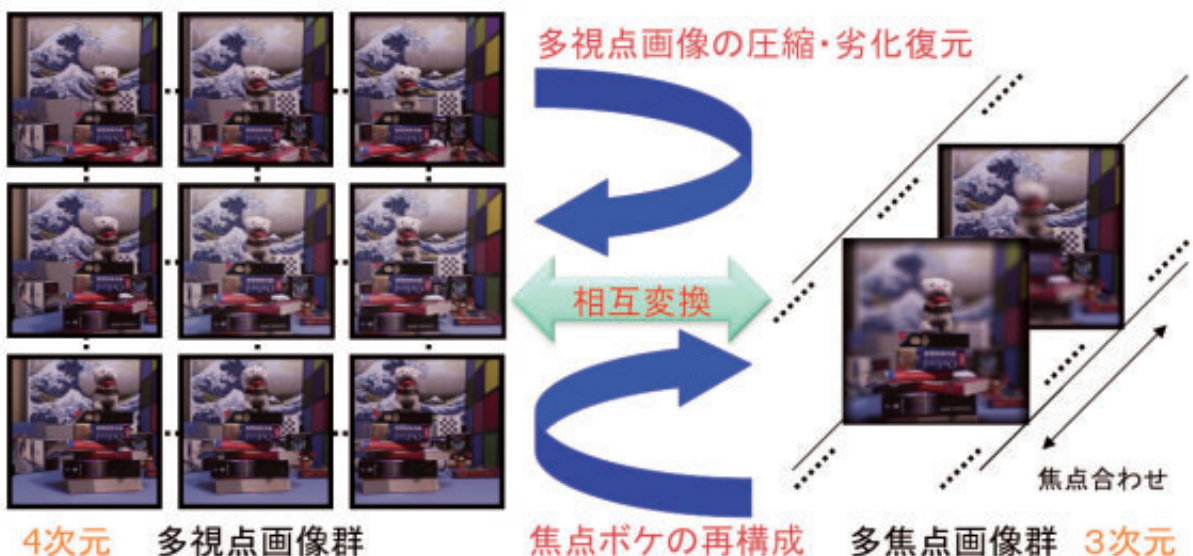 多視点画像の圧縮・劣化復元
相互変換
焦点合わせ
4次元 多視点画像群
焦点ボケの再構成
多焦点画像群 3次元